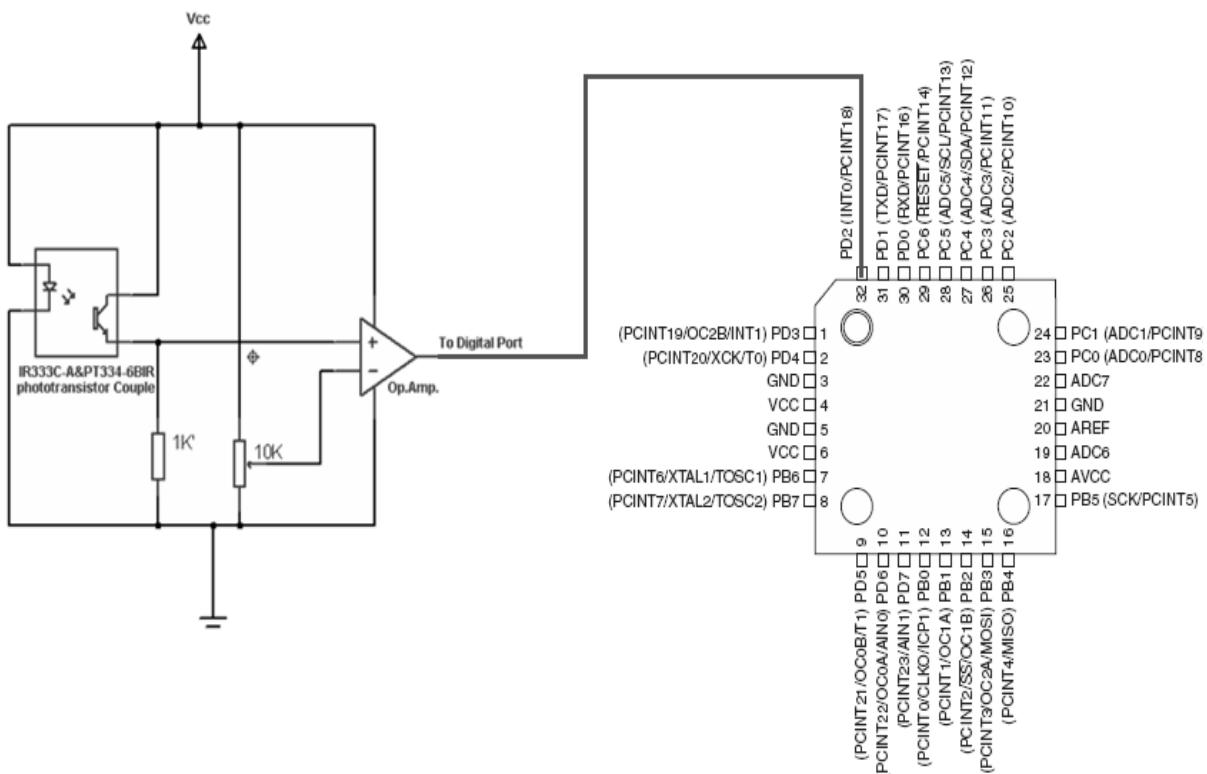 Vcc
IR333C-A&PT334-6BIR
phototransistor Couple
1K'
10K
+
−
Op.Amp.
To Digital Port
PD2 (INT0/PCINT18)
PD1 (TXD/PCINT17)
PD0 (RXD/PCINT16)
PC6 (RESET/PCINT14)
PC5 (ADC5/SCL/PCINT13)
PC4 (ADC4/SDA/PCINT12)
PC3 (ADC3/PCINT11)
PC2 (ADC2/PCINT10)
32
31
30
29
28
27
26
25
(PCINT19/OC2B/INT1) PD3 1
(PCINT20/XCK/T0) PD4 2
GND 3
VCC 4
GND 5
VCC 6
(PCINT6/XTAL1/TOSC1) PB6 7
(PCINT7/XTAL2/TOSC2) PB7 8
24 PC1 (ADC1/PCINT9
23 PC0 (ADC0/PCINT8
22 ADC7
21 GND
20 AREF
19 ADC6
18 AVCC
17 PB5 (SCK/PCINT5)
9
10
11
12
13
14
15
16
(PCINT21/OC0B/T1) PD5
PCINT22/OC0A/AIN0) PD6
(PCINT23/AIN1) PD7
(PCINT0/CLKO/ICP1) PB0
(PCINT1/OC1A) PB1
(PCINT2/SS/OC1B) PB2
(PCINT3/OC2A/MOSI) PB3
(PCINT4/MISO) PB4